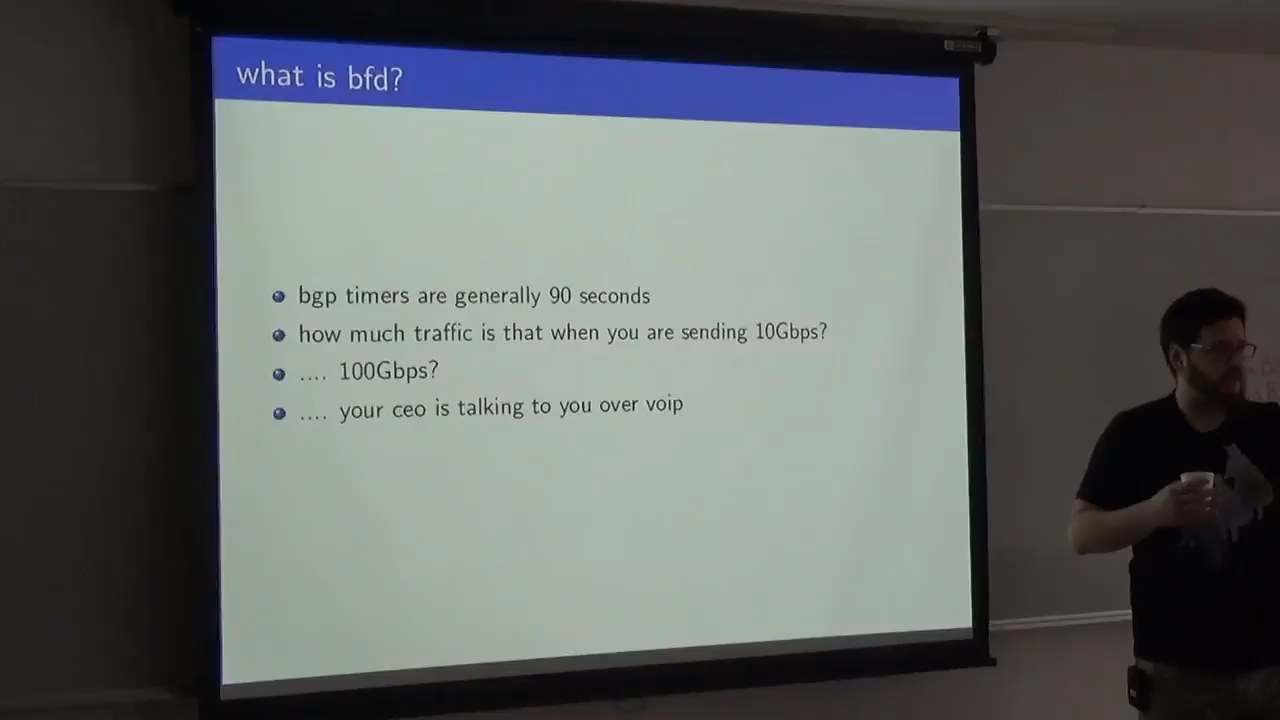 what is bfd?
bgp timers are generally 90 seconds
how much traffic is that when you are sending 10Gbps?
.... 100Gbps?
.... your ceo is talking to you over voip